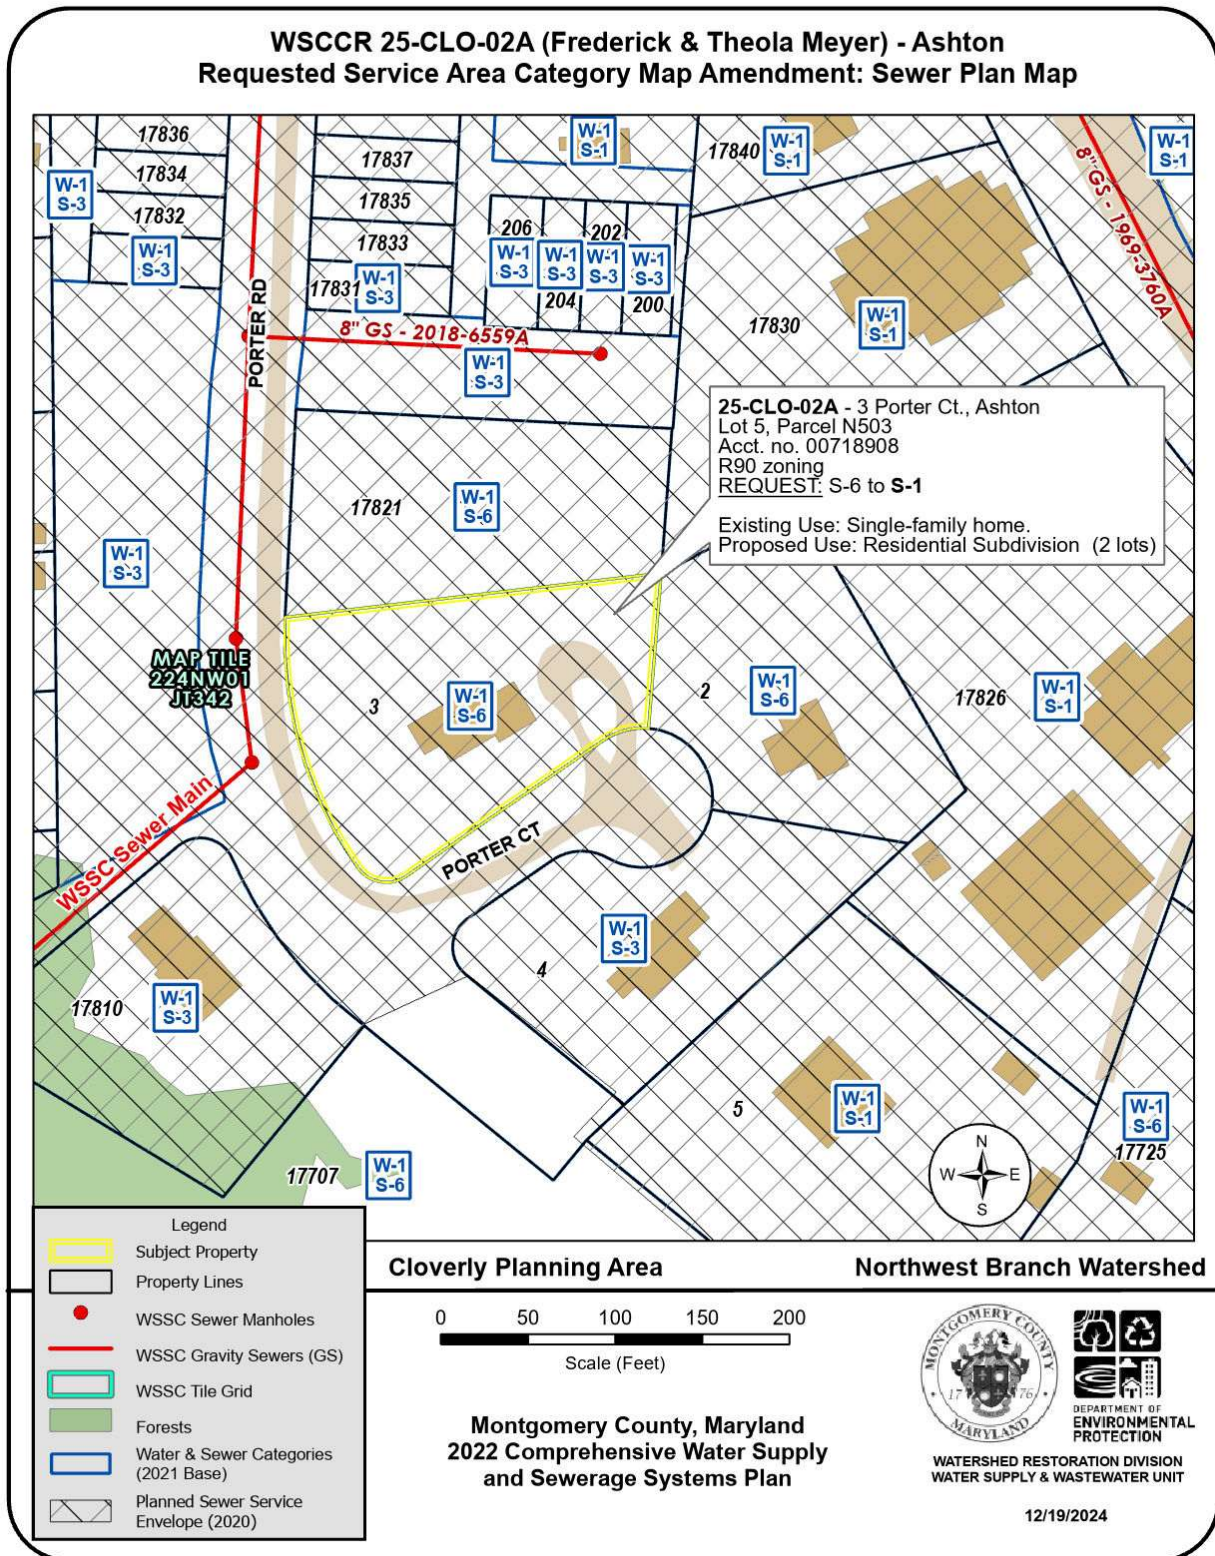 WSCCR 25-CLO-02A (Frederick & Theola Meyer) - Ashton
Requested Service Area Category Map Amendment: Sewer Plan Map
17836
17834
17832
W-1
S-3
W-1
S-3
PORTER RD
17837
17835
17833
17831
W-1
S-3
W-1
S-1
206
202
W-1
S-3
W-1
S-3
W-1
S-3
W-1
S-3
204
200
17840
W-1
S-1
8" GS - 1969-3760A
W-1
S-1
17830
W-1
S-1
8" GS - 2018-6559A
W-1
S-3
25-CLO-02A - 3 Porter Ct., Ashton
Lot 5, Parcel N503
Acct. no. 00718908
R90 zoning
REQUEST: S-6 to S-1
Existing Use: Single-family home.
Proposed Use: Residential Subdivision (2 lots)
17821
W-1
S-6
W-1
S-3
MAP TILE
224NW01
JT342
3
W-1
S-6
2
W-1
S-6
17826
W-1
S-1
WSSC Sewer Main
PORTER CT
W-1
S-3
4
17810
W-1
S-3
5
W-1
S-1
W-1
S-6
17725
17707
W-1
S-6
N
W
E
S
Legend
Subject Property
Property Lines
WSSC Sewer Manholes
WSSC Gravity Sewers (GS)
WSSC Tile Grid
Forests
Water & Sewer Categories
(2021 Base)
Planned Sewer Service
Envelope (2020)
Cloverly Planning Area
Northwest Branch Watershed
0 50 100 150 200
Scale (Feet)
Montgomery County, Maryland
2022 Comprehensive Water Supply
and Sewerage Systems Plan
MONTGOMERY COUNTY
17 76
MARYLAND
DEPARTMENT OF
ENVIRONMENTAL
PROTECTION
WATERSHED RESTORATION DIVISION
WATER SUPPLY & WASTEWATER UNIT
12/19/2024